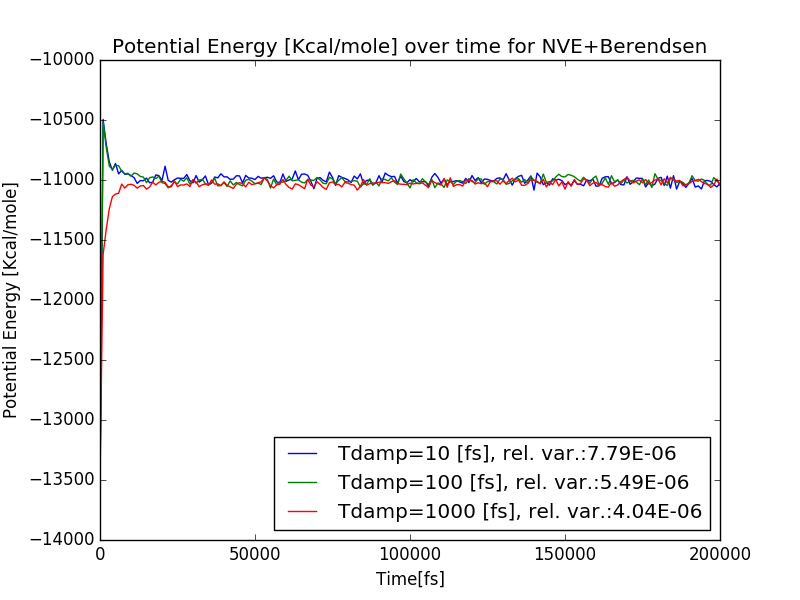 Potential Energy [Kcal/mole] over time for NVE+Berendsen
Potential Energy [Kcal/mole]
−10000
−10500
−11000
−11500
−12000
−12500
−13000
−13500
−14000
Tdamp=10 [fs], rel. var.:7.79E-06
Tdamp=100 [fs], rel. var.:5.49E-06
Tdamp=1000 [fs], rel. var.:4.04E-06
0 50000 100000 150000 200000
Time[fs]